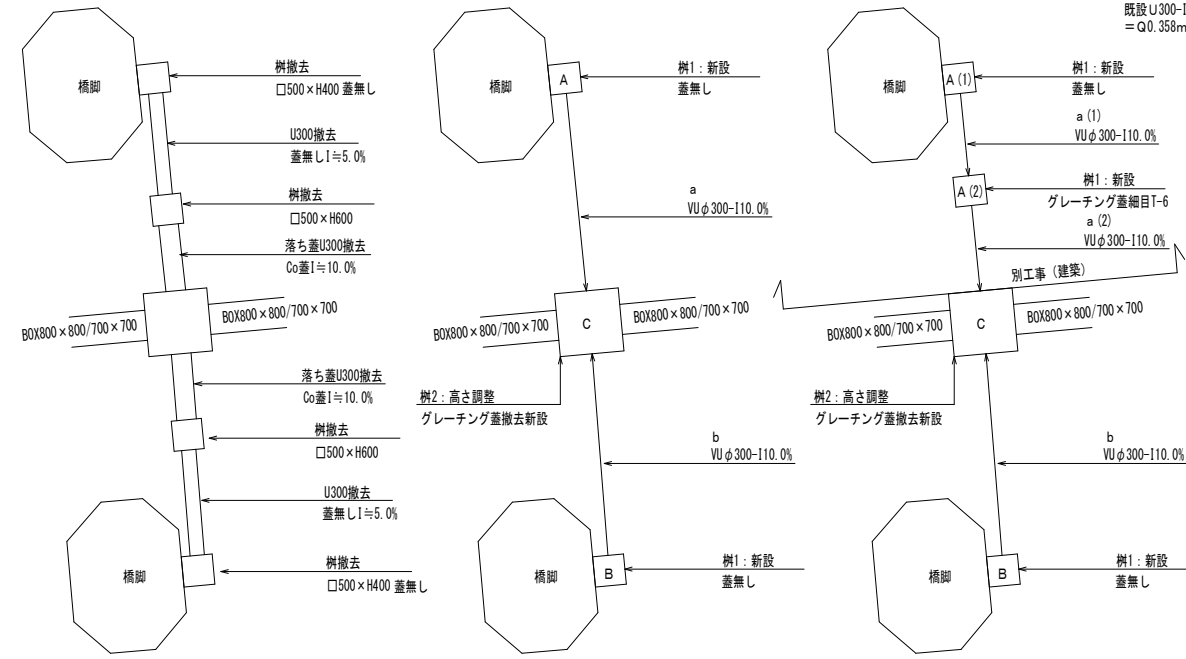 橋脚
桝撤去
□500×H400 蓋無し
U300撤去
蓋無しI≒5.0%
桝撤去
□500×H600
落ち蓋U300撤去
Co蓋I≒10.0%
BOX800×800/700×700
BOX800×800/700×700
落ち蓋U300撤去
Co蓋I≒10.0%
桝撤去
□500×H600
U300撤去
蓋無しI≒5.0%
橋脚
桝撤去
□500×H400 蓋無し
橋脚
A
桝1：新設
蓋無し
a
VUφ300-I10.0%
BOX800×800/700×700
C
BOX800×800/700×700
桝2：高さ調整
グレーチング蓋撤去新設
b
VUφ300-I10.0%
橋脚
B
桝1：新設
蓋無し
既設U300-I
=Q0.358m
橋脚
A(1)
桝1：新設
蓋無し
a(1)
VUφ300-I10.0%
A(2)
桝1：新設
グレーチング蓋細目T-6
a(2)
VUφ300-I10.0%
別工事（建築）
BOX800×800/700×700
C
BOX800×800/700×700
桝2：高さ調整
グレーチング蓋撤去新設
b
VUφ300-I10.0%
橋脚
B
桝1：新設
蓋無し